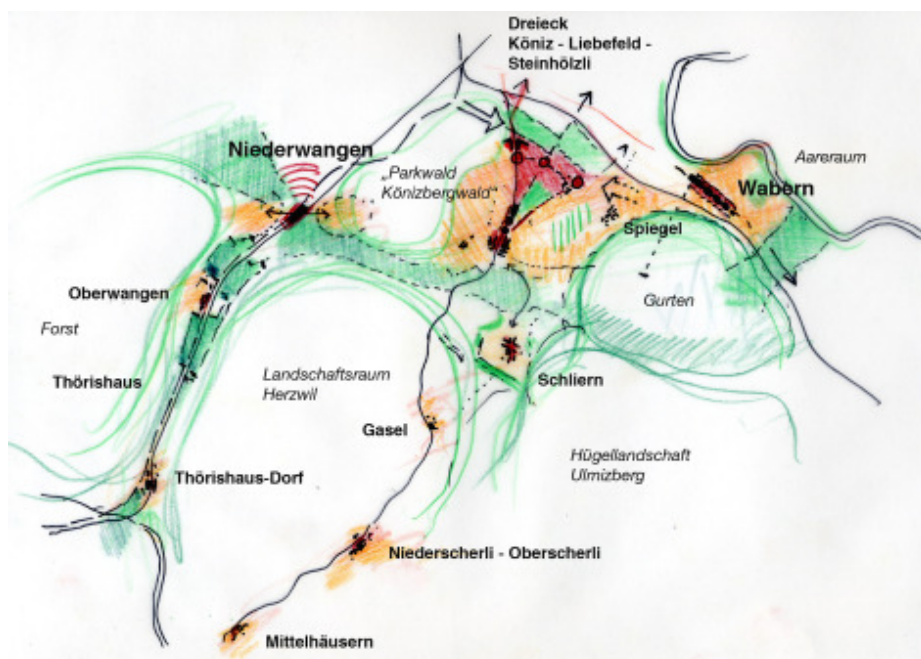 Dreieck
Köniz - Liebefeld -
Steinhölzli
Niederwangen
„Parkwald
Könizbergwald“
Aareraum
Wabern
Spiegel
Oberwangen
Gurten
Forst
Thörishaus
Landschaftsraum
Herzwil
Schliern
Gasel
Hügellandschaft
Ulmizberg
Thörishaus-Dorf
Niederscherli - Oberscherli
Mittelhäusern